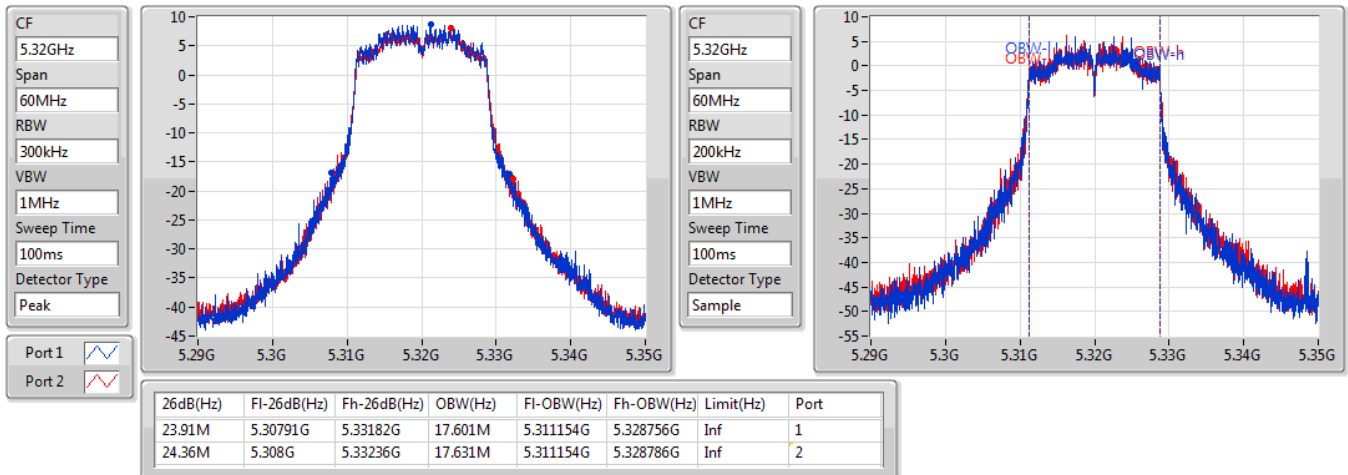 CF
5.32GHz
Span
60MHz
RBW
300kHz
VBW
1MHz
Sweep Time
100ms
Detector Type
Peak
10
5
0
-5
-10
-15
-20
-25
-30
-35
-40
-45
5.29G 5.3G 5.31G 5.32G 5.33G 5.34G 5.35G
Port 1
Port 2
CF
5.32GHz
Span
60MHz
RBW
200kHz
VBW
1MHz
Sweep Time
100ms
Detector Type
Sample
10
5
0
-5
-10
-15
-20
-25
-30
-35
-40
-45
-50
-55
OBW-l
OBW-h
5.29G 5.3G 5.31G 5.32G 5.33G 5.34G 5.35G
26dB(Hz) Fl-26dB(Hz) Fh-26dB(Hz) OBW(Hz) Fl-OBW(Hz) Fh-OBW(Hz) Limit(Hz) Port
23.91M 5.30791G 5.33182G 17.601M 5.311154G 5.328756G Inf 1
24.36M 5.308G 5.33236G 17.631M 5.311154G 5.328786G Inf 2